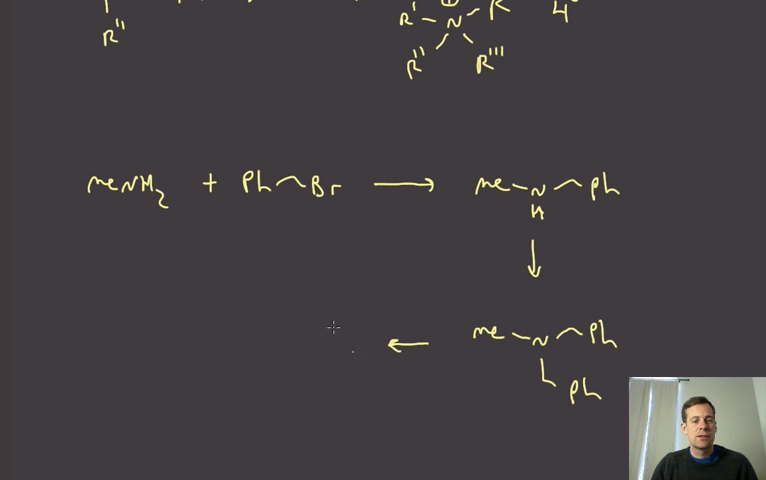 R' - N - R 4°
R''
R'' R'''
MeNH2 + Ph Br → Me - N Ph
H
↓
← Me - N Ph
Ph